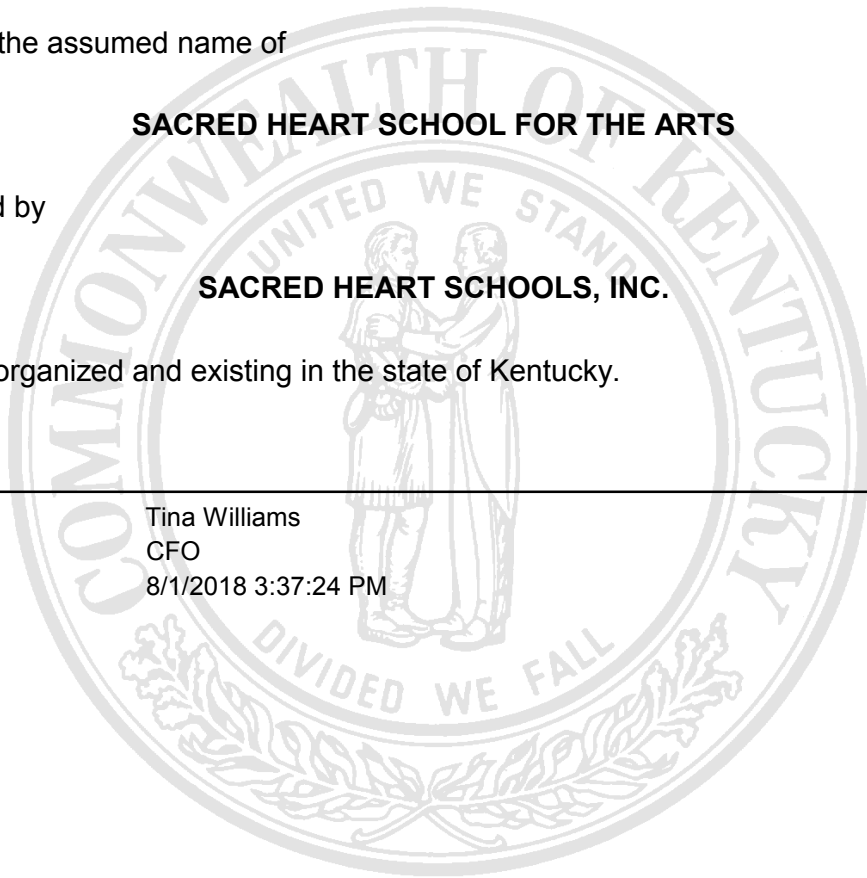 the assumed name of
SACRED HEART SCHOOL FOR THE ARTS
d by
SACRED HEART SCHOOLS, INC.
organized and existing in the state of Kentucky.
Tina Williams
CFO
8/1/2018 3:37:24 PM
COMMONWEALTH OF KENTUCKY
UNITED WE STAND
DIVIDED WE FALL